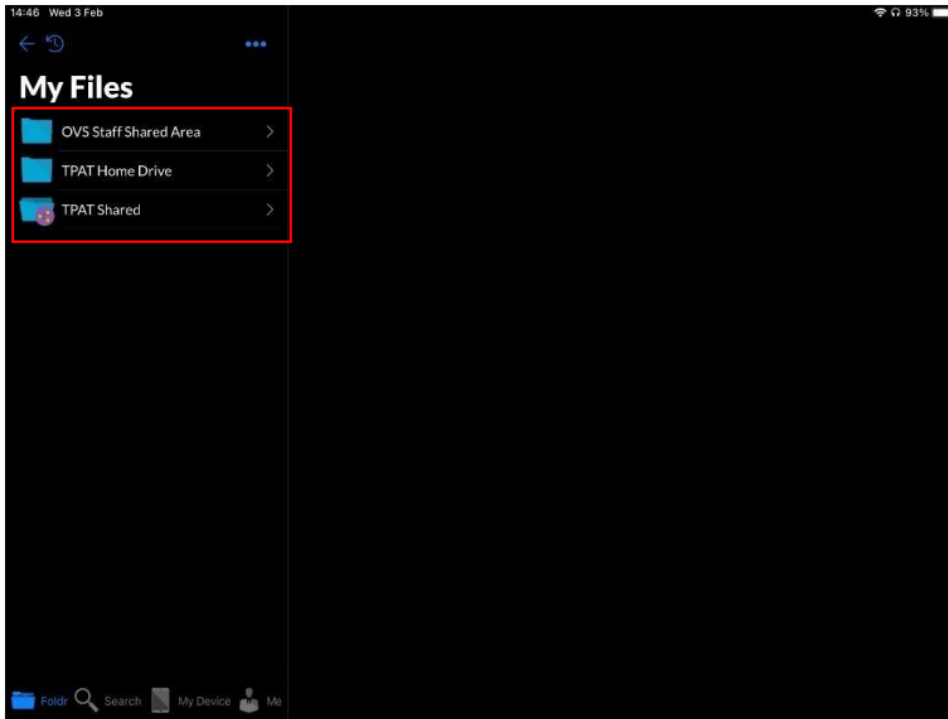 14:46 Wed 3 Feb
93%
My Files
OVS Staff Shared Area
TPAT Home Drive
TPAT Shared
Foldr Search My Device Me